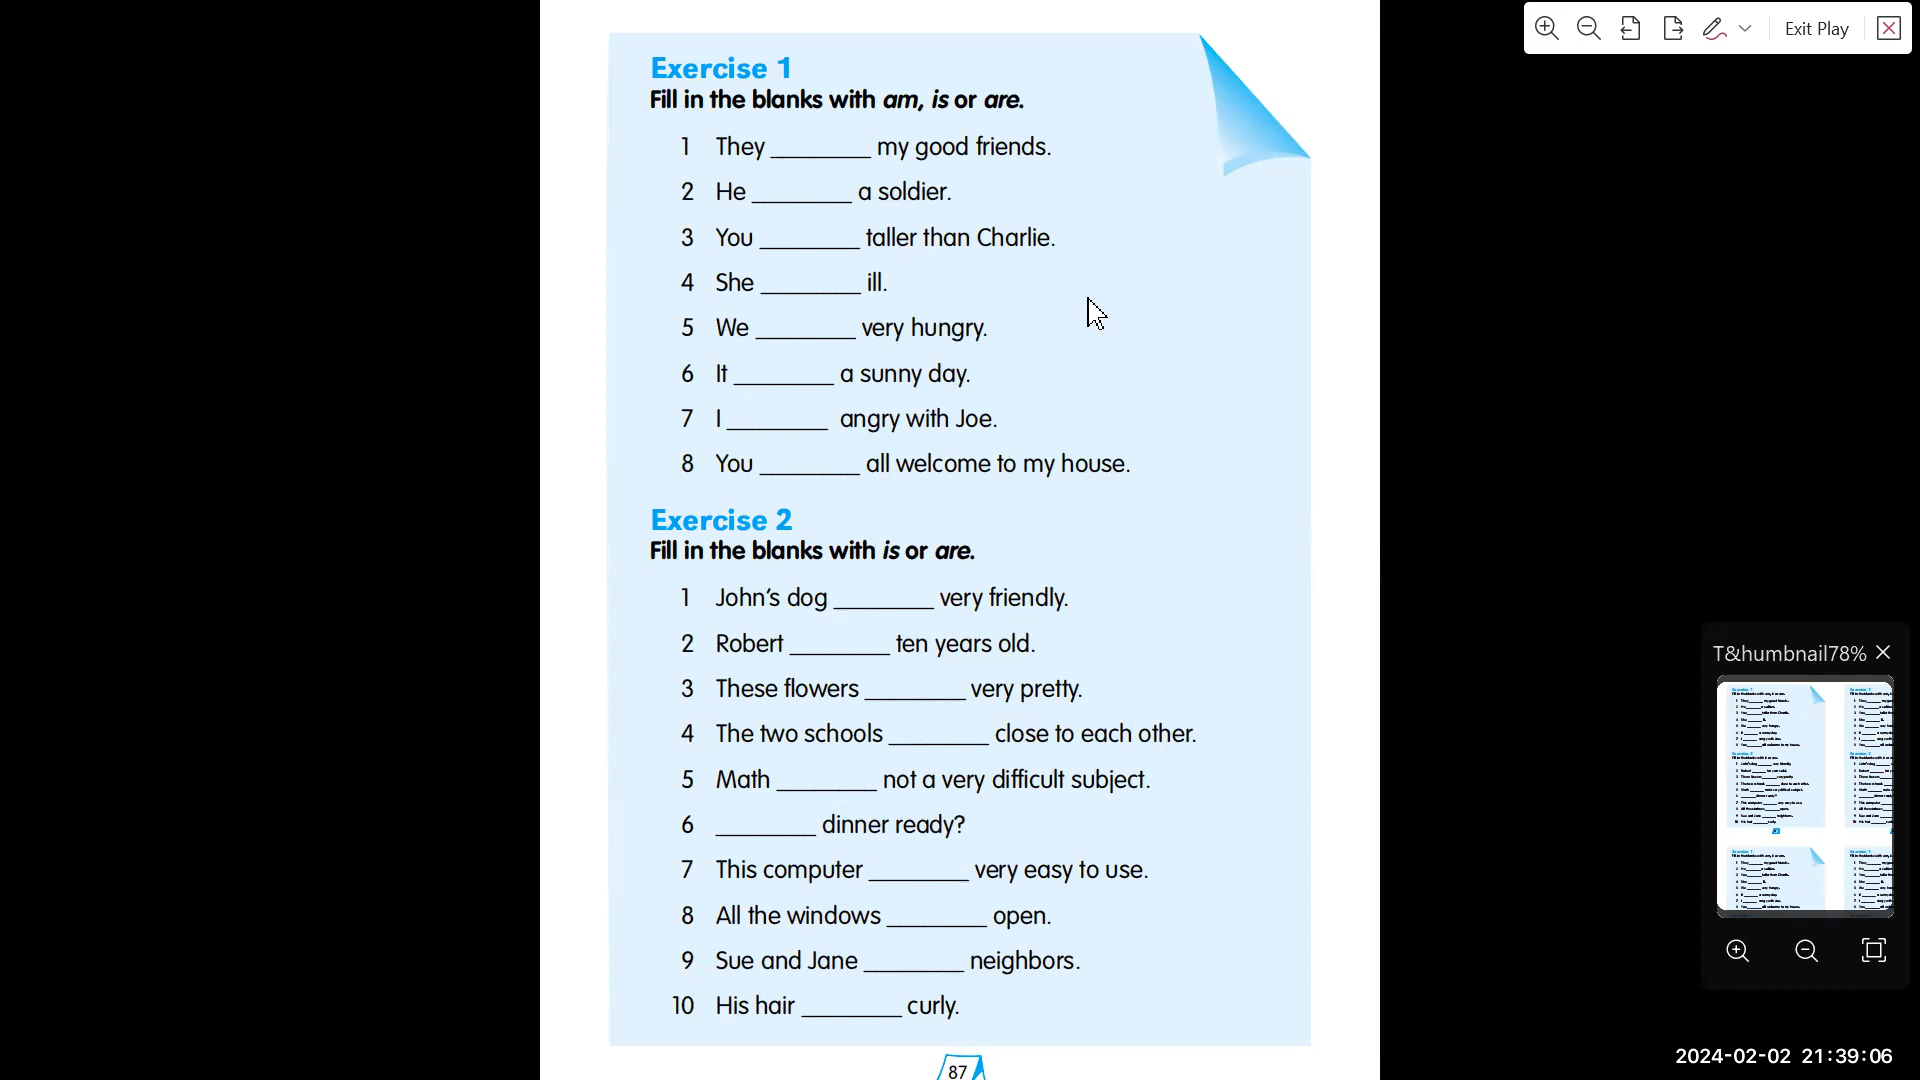 Exit Play
Exercise 1
Fill in the blanks with am, is or are.
1 They ________ my good friends.
2 He ________ a soldier.
3 You ________ taller than Charlie.
4 She ________ ill.
5 We ________ very hungry.
6 It ________ a sunny day.
7 I ________ angry with Joe.
8 You ________ all welcome to my house.
Exercise 2
Fill in the blanks with is or are.
1 John's dog ________ very friendly.
2 Robert ________ ten years old.
3 These flowers ________ very pretty.
4 The two schools ________ close to each other.
5 Math ________ not a very difficult subject.
6 ________ dinner ready?
7 This computer ________ very easy to use.
8 All the windows ________ open.
9 Sue and Jane ________ neighbors.
10 His hair ________ curly.
87
T&humbnail78%
2024-02-02 21:39:06